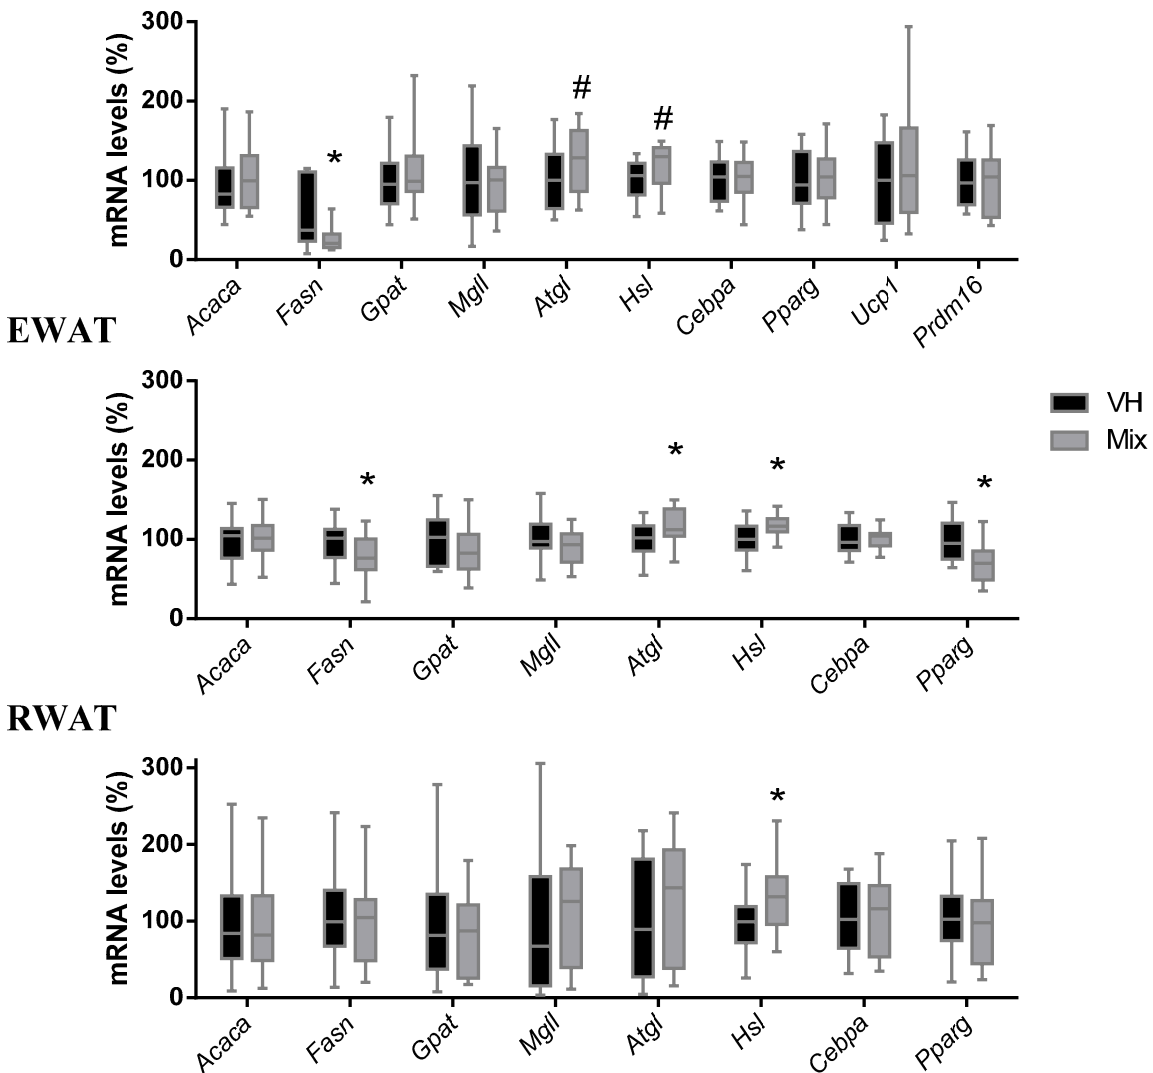 mRNA levels (%)
300
200
100
0
* # #
Acaca Fasn Gpat Mgll Atgl Hsl Cebpa Pparg Ucp1 Prdm16
EWAT
mRNA levels (%)
300
200
100
0
* * * *
Acaca Fasn Gpat Mgll Atgl Hsl Cebpa Pparg
VH
Mix
RWAT
mRNA levels (%)
300
200
100
0
*
Acaca Fasn Gpat Mgll Atgl Hsl Cebpa Pparg